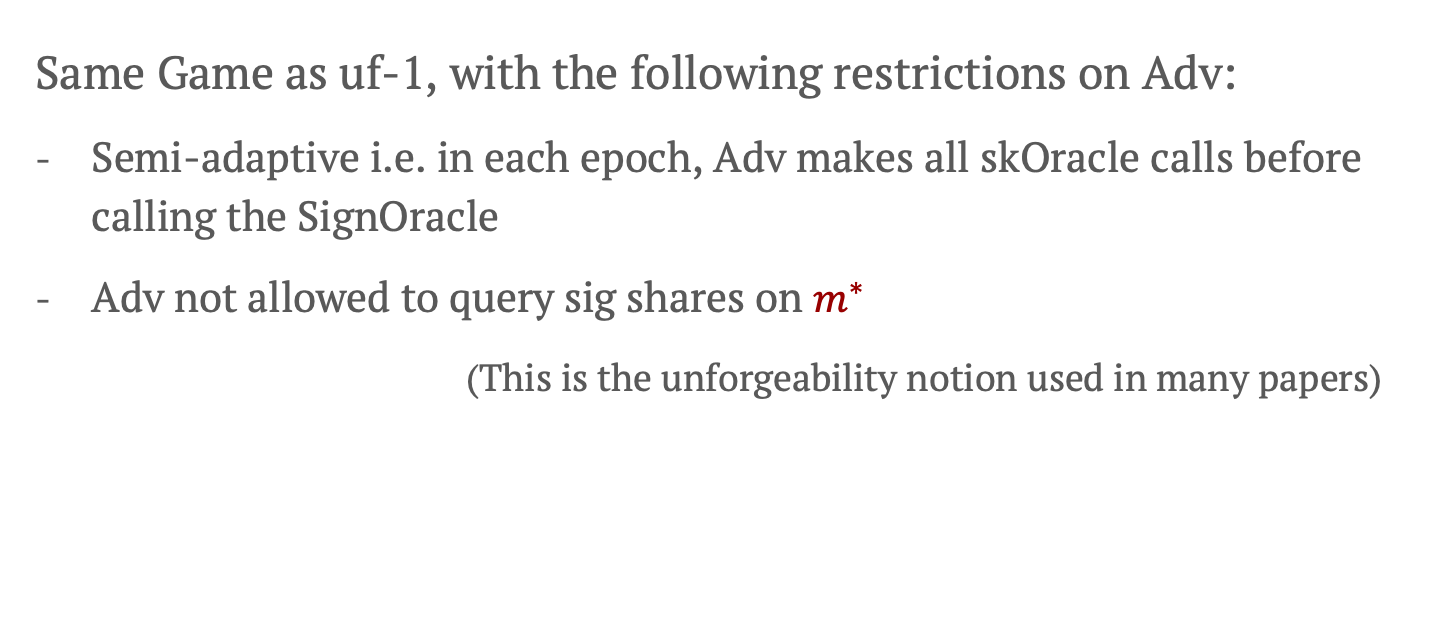 Same Game as uf-1, with the following restrictions on Adv:
- Semi-adaptive i.e. in each epoch, Adv makes all skOracle calls before
calling the SignOracle
- Adv not allowed to query sig shares on m*
(This is the unforgeability notion used in many papers)